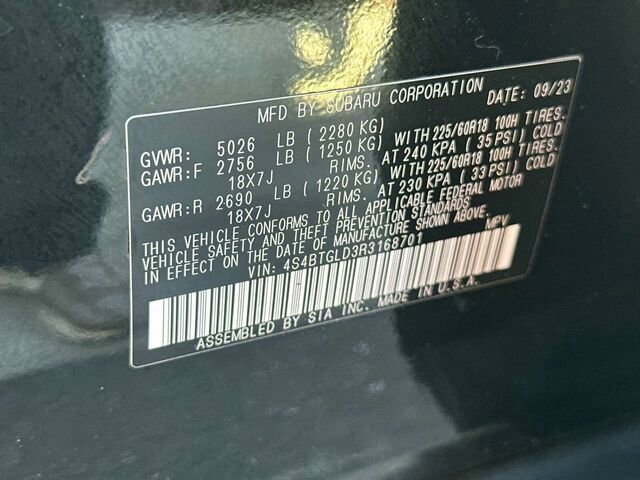 MFD BY SUBARU CORPORATION DATE: 09/23
GVWR: 5026 LB (2280 KG)
GAWR:F 2756 LB (1250 KG) WITH 225/60R18 100H TIRES.
18X7J RIMS. AT 240 KPA (35 PSI) COLD
GAWR:R 2690 LB (1220 KG) WITH 225/60R18 100H TIRES.
18X7J RIMS. AT 230 KPA (33 PSI) COLD
THIS VEHICLE CONFORMS TO ALL APPLICABLE FEDERAL MOTOR
VEHICLE SAFETY AND THEFT PREVENTION STANDARDS
IN EFFECT ON THE DATE OF MANUFACTURE SHOWN ABOVE.
VIN: 4S4BTGLD3R3168701 MPV
ASSEMBLED BY SIA INC. MADE IN U.S.A.